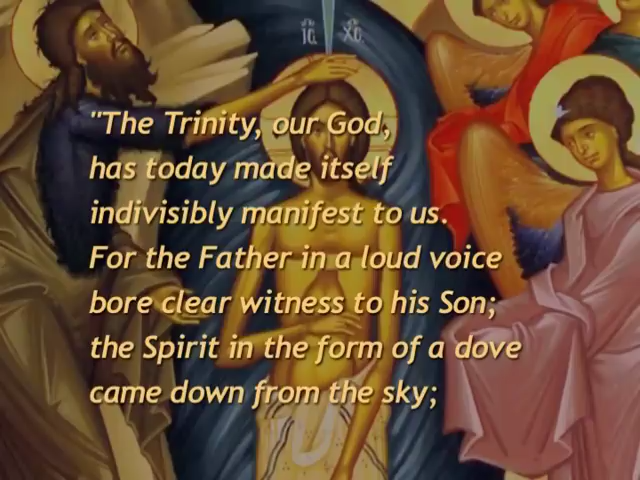 IC XC
"The Trinity, our God,
has today made itself
indivisibly manifest to us.
For the Father in a loud voice
bore clear witness to his Son;
the Spirit in the form of a dove
came down from the sky;